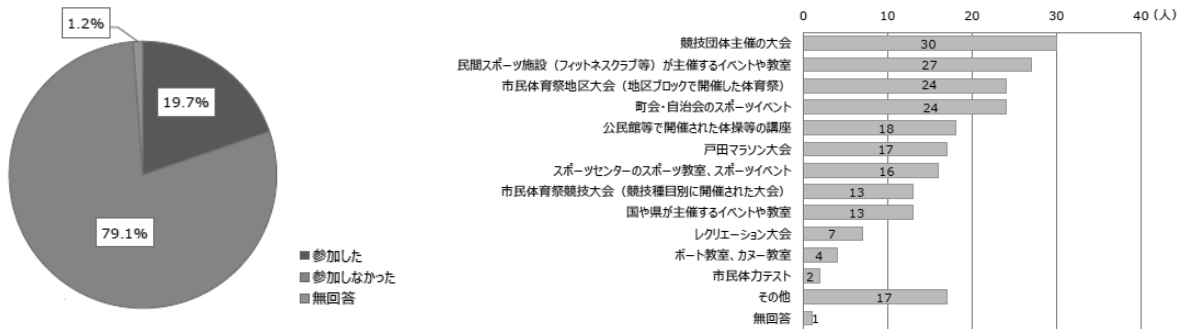 1.2%
19.7%
79.1%
参加した
参加しなかった
無回答
0 10 20 30 40 (人)
競技団体主催の大会 30
民間スポーツ施設（フィットネスクラブ等）が主催するイベントや教室 27
市民体育祭地区大会（地区ブロックで開催した体育祭） 24
町会・自治会のスポーツイベント 24
公民館等で開催された体操等の講座 18
戸田マラソン大会 17
スポーツセンターのスポーツ教室、スポーツイベント 16
市民体育祭競技大会（競技種目別に開催された大会） 13
国や県が主催するイベントや教室 13
レクリエーション大会 7
ボート教室、カヌー教室 4
市民体力テスト 2
その他 17
無回答 1